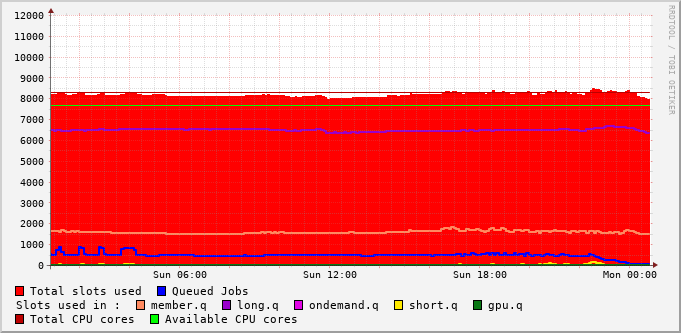 12000
11000
10000
9000
8000
7000
6000
5000
4000
3000
2000
1000
0
Sun 06:00 Sun 12:00 Sun 18:00 Mon 00:00
RRDTOOL / TOBI OETIKER
Total slots used Queued Jobs
Slots used in : member.q long.q ondemand.q short.q gpu.q
Total CPU cores Available CPU cores